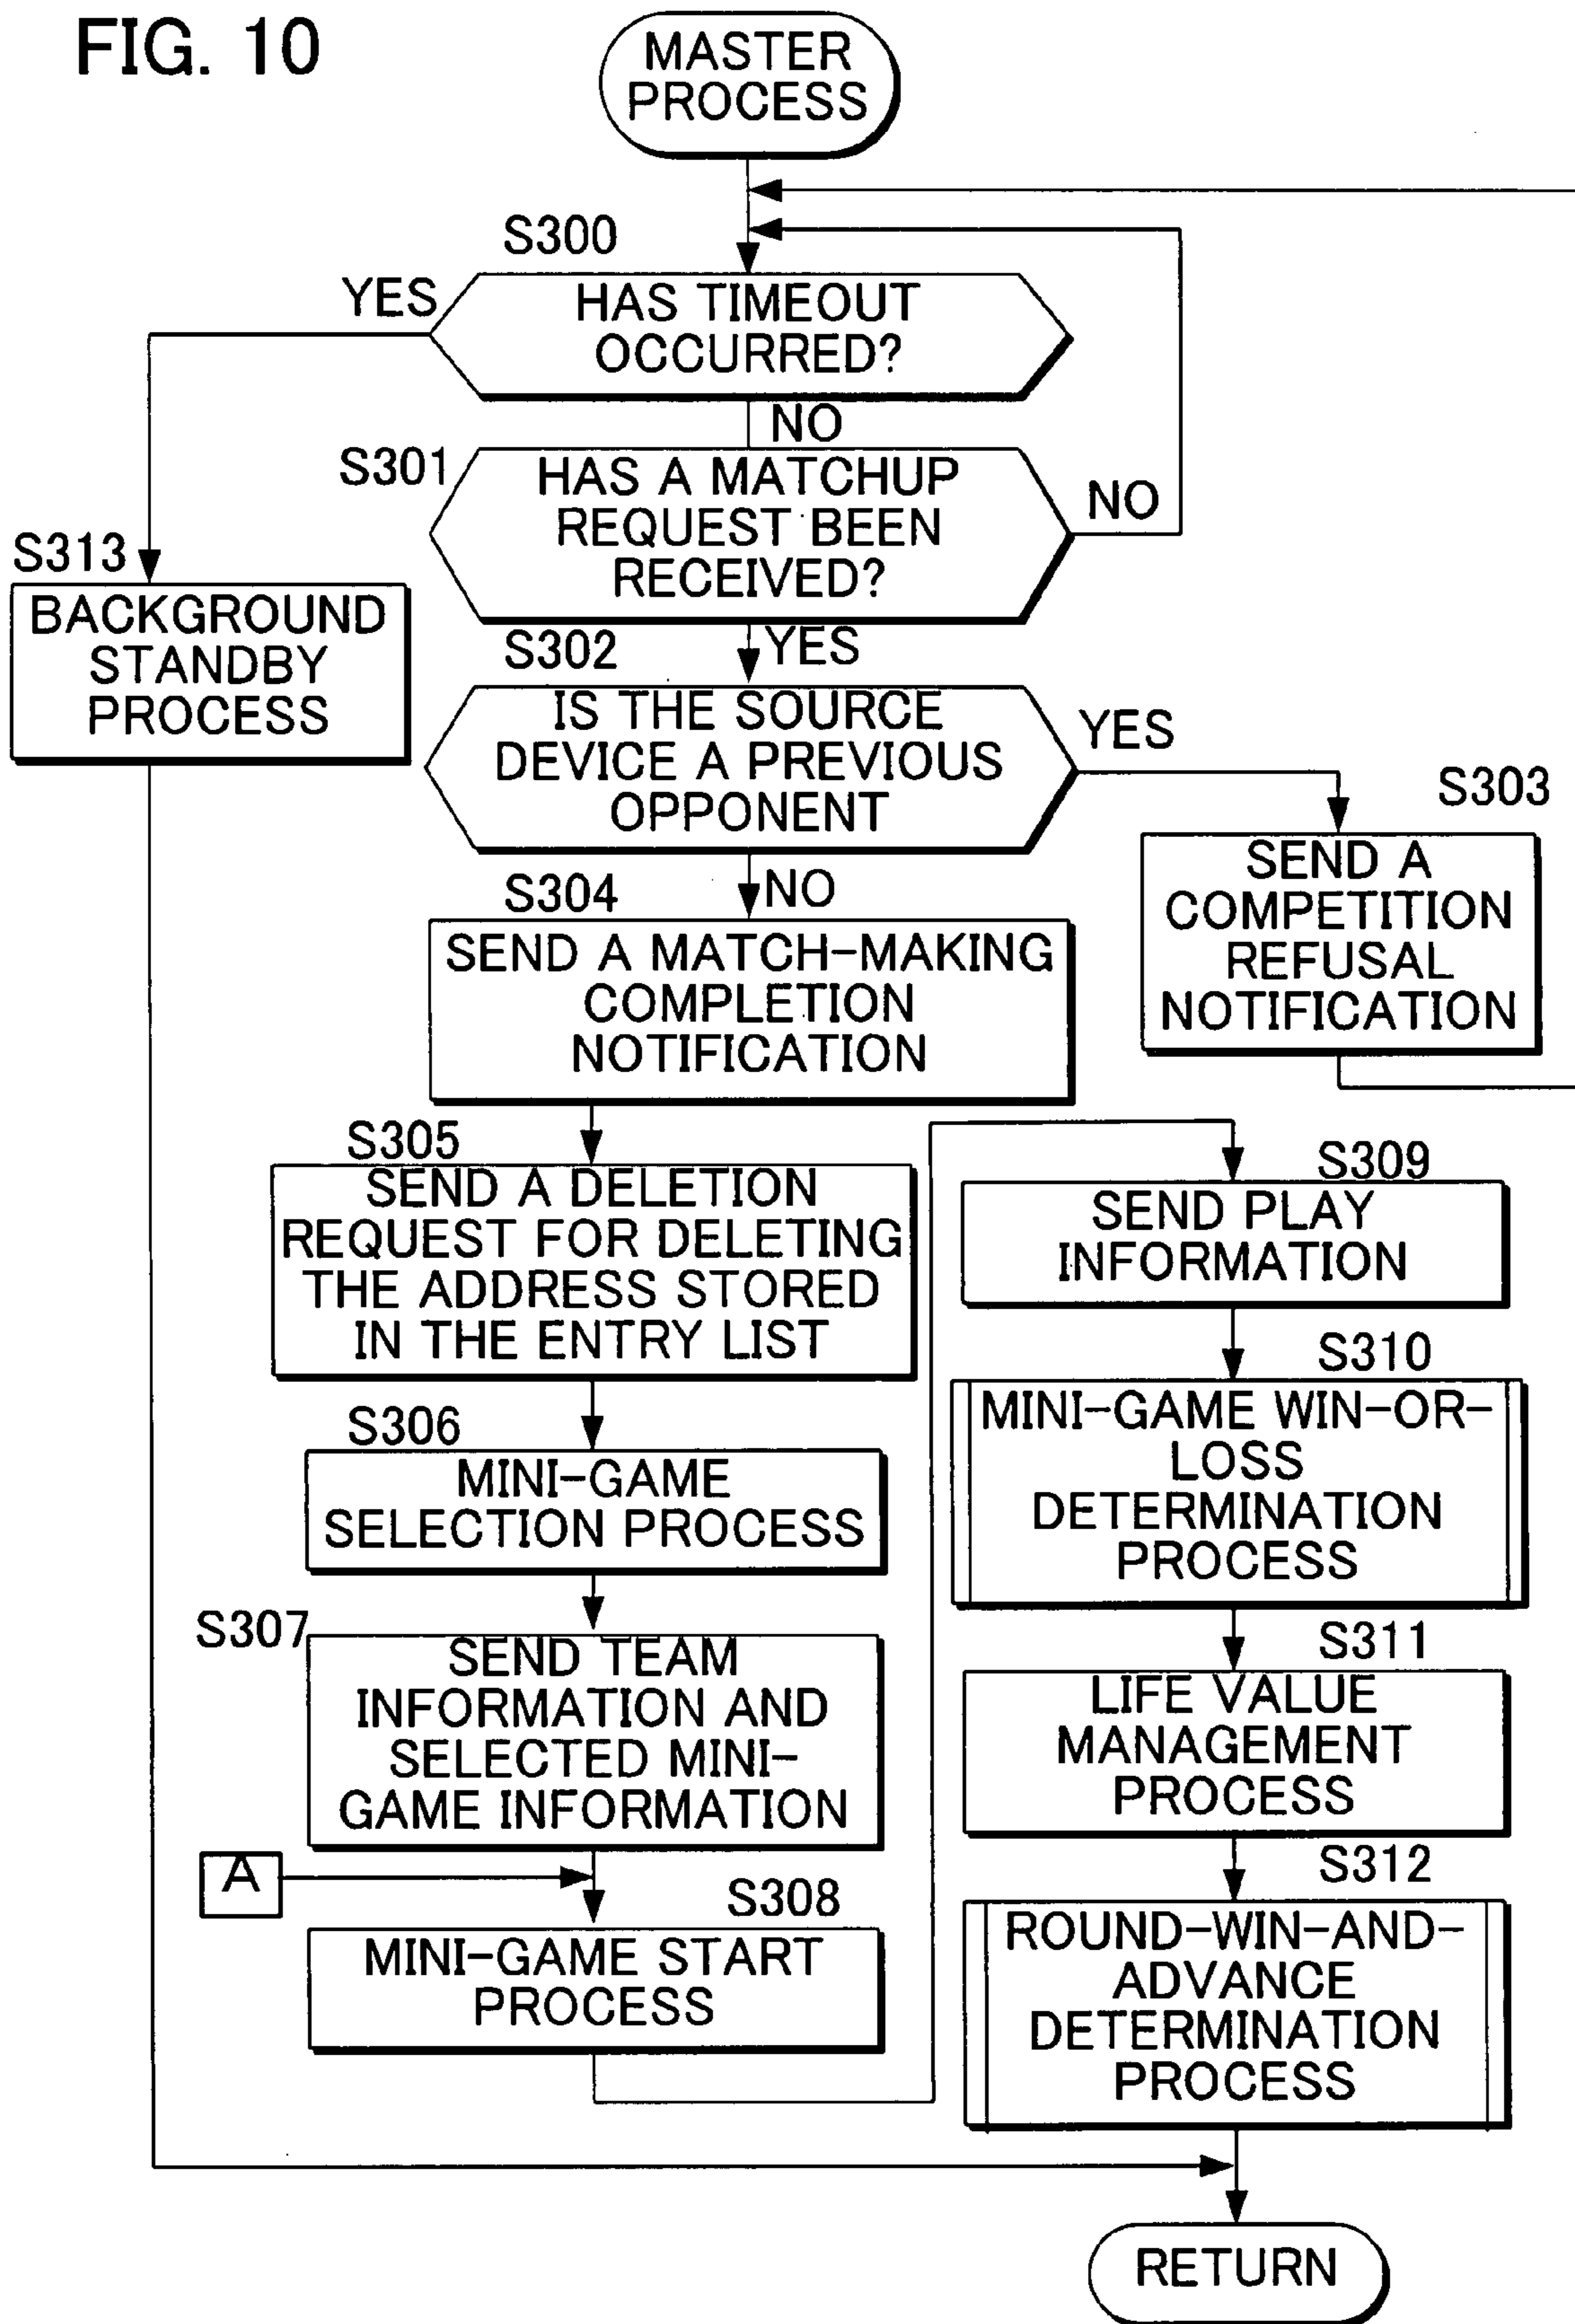 FIG. 10
MASTER
PROCESS
S300
YES
HAS TIMEOUT
OCCURRED?
NO
S301
HAS A MATCHUP
REQUEST BEEN
RECEIVED?
NO
S313
BACKGROUND
STANDBY
PROCESS
YES
S302
IS THE SOURCE
DEVICE A PREVIOUS
OPPONENT
YES
S303
SEND A
COMPETITION
REFUSAL
NOTIFICATION
NO
S304
SEND A MATCH-MAKING
COMPLETION
NOTIFICATION
S305
SEND A DELETION
REQUEST FOR DELETING
THE ADDRESS STORED
IN THE ENTRY LIST
S306
MINI-GAME
SELECTION PROCESS
S307
SEND TEAM
INFORMATION AND
SELECTED MINI-
GAME INFORMATION
A
S308
MINI-GAME START
PROCESS
S309
SEND PLAY
INFORMATION
S310
MINI-GAME WIN-OR-
LOSS
DETERMINATION
PROCESS
S311
LIFE VALUE
MANAGEMENT
PROCESS
S312
ROUND-WIN-AND-
ADVANCE
DETERMINATION
PROCESS
RETURN